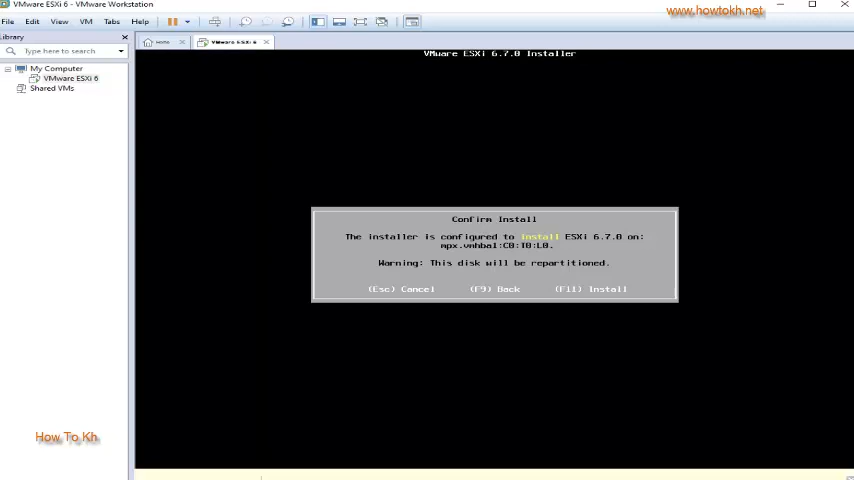 VMware ESXi 6 - VMware Workstation
www.howtokh.net
File Edit View VM Tabs Help
Library
Type here to search
Home
VMware ESXi 6
My Computer
VMware ESXi 6
Shared VMs
VMware ESXi 6.7.0 Installer
Confirm Install
The installer is configured to install ESXi 6.7.0 on:
mpx.vmhba1:C0:T0:L0.
Warning: This disk will be repartitioned.
(Esc) Cancel (F9) Back (F11) Install
How To Kh